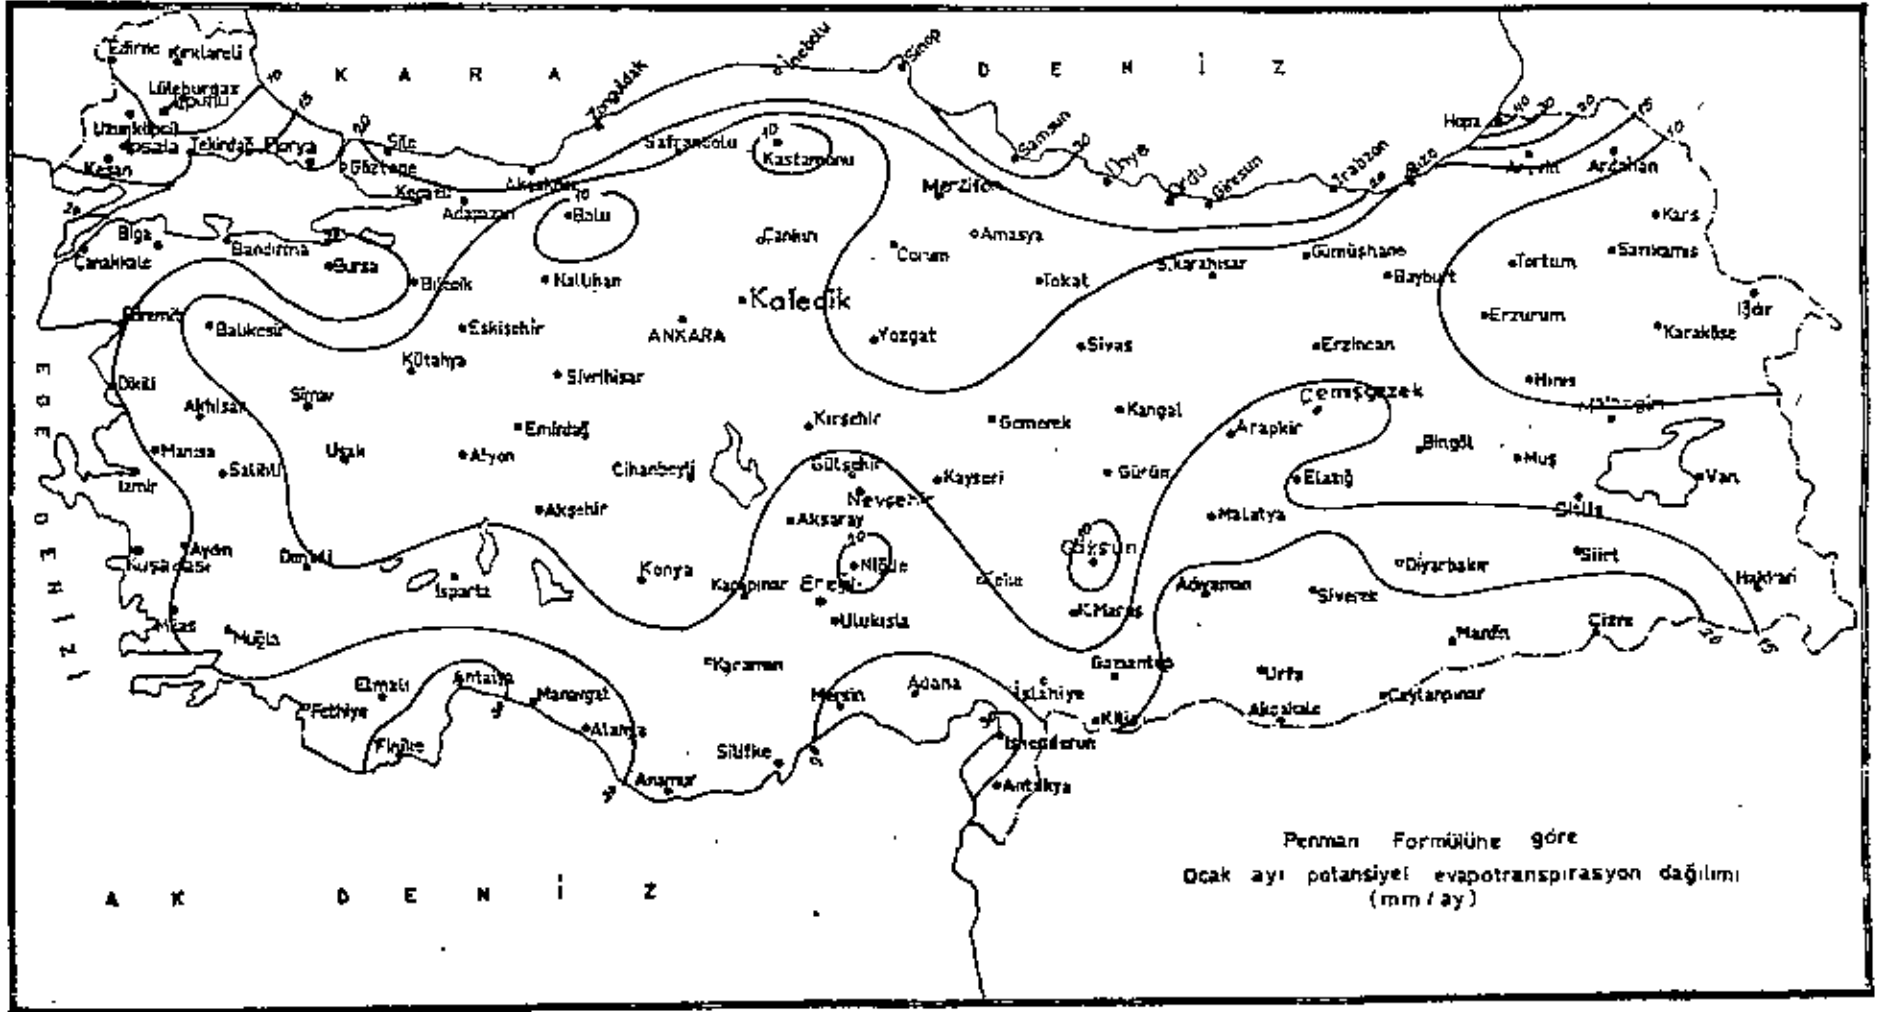 K A R A D E N İ Z
Edirne
Kırklareli
Lüleburgaz
Uzunköprü
İpsala
Keşan
Tekirdağ
Florya
Göztepe
Şile
Kocaeli
Adapazarı
Akçakoca
Zonguldak
İnebolu
Sinop
Safranbolu
Kastamonu
Bolu
Samsun
Ünye
Ordu
Giresun
Trabzon
Rize
Hopa
Artvin
Ardahan
Kars
Sarıkamış
Merzifon
Çankırı
Çorum
Amasya
Tokat
Ş.karahisar
Gümüşhane
Bayburt
Tortum
Iğdır
Biga
Çanakkale
Bandırma
Bursa
Bilecik
Nallıhan
Kalecik
ANKARA
Yozgat
Sivas
Erzincan
Erzurum
Karaköse
Edremit
Balıkesir
Eskişehir
Kütahya
Sivrihisar
Hınıs
Malazgirt
Dikili
Akhisar
Simav
Kırşehir
Gemerek
Kangal
Arapkir
Çemişgezek
Bingöl
Muş
Van
EGE DENİZİ
Manisa
Salihli
Uşak
Afyon
Emirdağ
Cihanbeyli
Gülşehir
Nevşehir
Kayseri
Gürün
Elazığ
Malatya
Bitlis
İzmir
Akşehir
Aksaray
Aydın
Kuşadası
Denizli
Isparta
Konya
Karapınar
Niğde
Ereğli
Ulukışla
Göksun
K.Maraş
Adıyaman
Siverek
Diyarbakır
Siirt
Hakkari
Milas
Muğla
Karaman
Gaziantep
Urfa
Mardin
Cizre
Elmalı
Antalya
Manavgat
Fethiye
Finike
Alanya
Anamur
Silifke
Mersin
Adana
İslahiye
Kilis
Akçakale
Ceylanpınar
İskenderun
Antakya
A K D E N İ Z
Penman Formülüne göre
Ocak ayı potansiyel evapotranspirasyon dağılımı
(mm/ay)